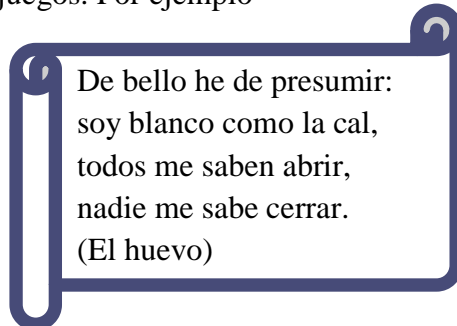 juegos. Por ejemplo
De bello he de presumir:
soy blanco como la cal,
todos me saben abrir,
nadie me sabe cerrar.
(El huevo)